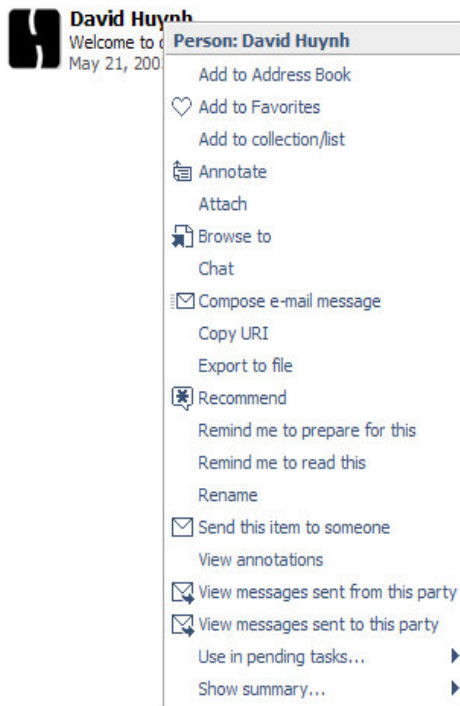 David Huynh
Welcome to
May 21, 200
Person: David Huynh
Add to Address Book
Add to Favorites
Add to collection/list
Annotate
Attach
Browse to
Chat
Compose e-mail message
Copy URI
Export to file
Recommend
Remind me to prepare for this
Remind me to read this
Rename
Send this item to someone
View annotations
View messages sent from this party
View messages sent to this party
Use in pending tasks...
Show summary...